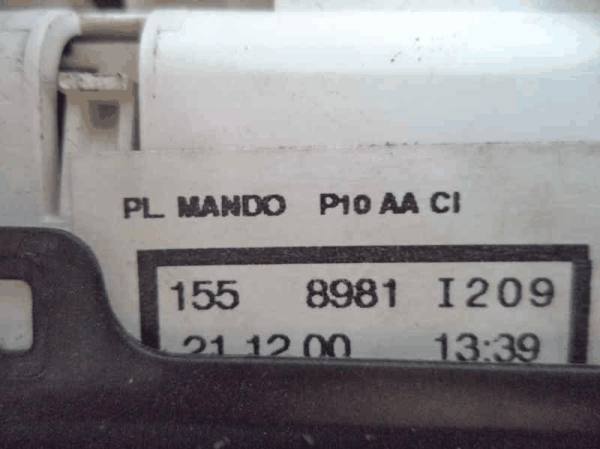 PL. MANDO P10 AA CI
155 8981 I209
21.12.00 13:39